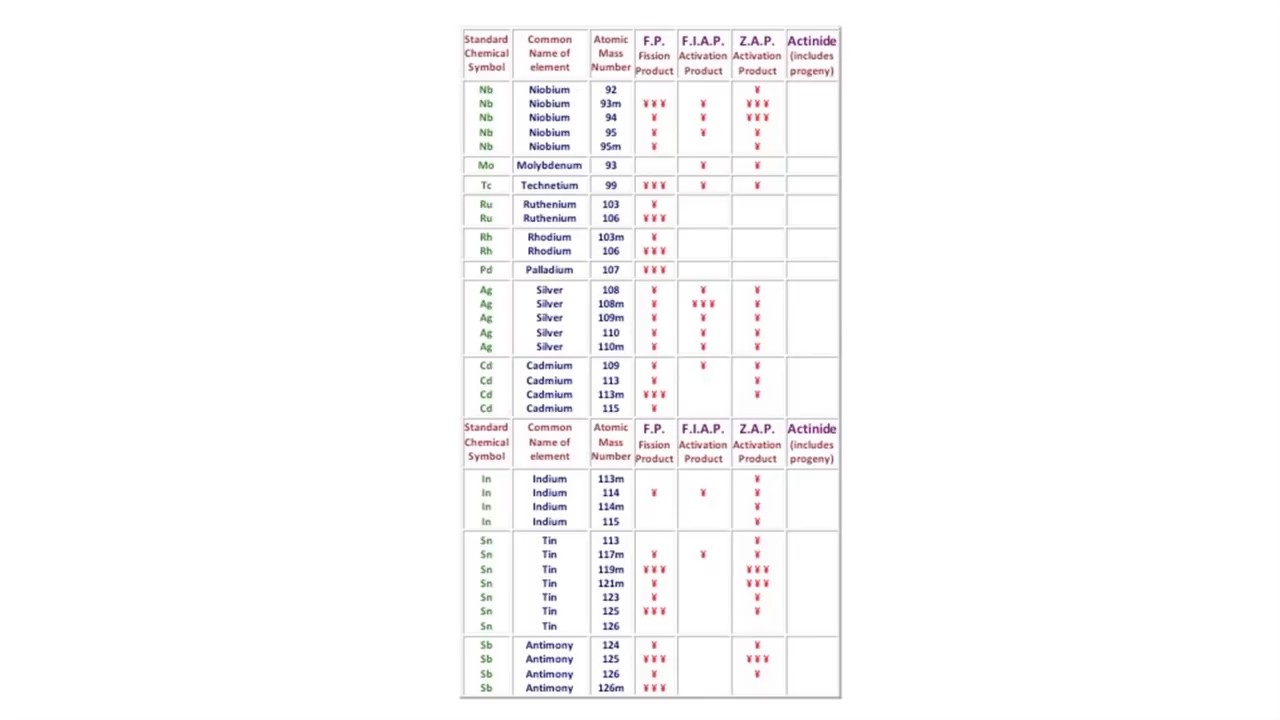 Standard Chemical Symbol Common Name of element Atomic Mass Number F.P. Fission Product F.I.A.P. Activation Product Z.A.P. Activation Product Actinide (includes progeny)
Nb Niobium 92 ¥
Nb Niobium 93m ¥¥¥ ¥ ¥¥¥
Nb Niobium 94 ¥ ¥ ¥¥¥
Nb Niobium 95 ¥ ¥ ¥
Nb Niobium 95m ¥ ¥
Mo Molybdenum 93 ¥ ¥
Tc Technetium 99 ¥¥¥ ¥ ¥
Ru Ruthenium 103 ¥
Ru Ruthenium 106 ¥¥¥
Rh Rhodium 103m ¥
Rh Rhodium 106 ¥¥¥
Pd Palladium 107 ¥¥¥
Ag Silver 108 ¥ ¥ ¥
Ag Silver 108m ¥ ¥¥¥ ¥
Ag Silver 109m ¥ ¥ ¥
Ag Silver 110 ¥ ¥ ¥
Ag Silver 110m ¥ ¥ ¥
Cd Cadmium 109 ¥ ¥ ¥
Cd Cadmium 113 ¥ ¥
Cd Cadmium 113m ¥¥¥ ¥
Cd Cadmium 115 ¥
Standard Chemical Symbol Common Name of element Atomic Mass Number F.P. Fission Product F.I.A.P. Activation Product Z.A.P. Activation Product Actinide (includes progeny)
In Indium 113m ¥
In Indium 114 ¥ ¥ ¥
In Indium 114m ¥
In Indium 115 ¥
Sn Tin 113 ¥
Sn Tin 117m ¥ ¥ ¥
Sn Tin 119m ¥¥¥ ¥¥¥
Sn Tin 121m ¥ ¥¥¥
Sn Tin 123 ¥ ¥
Sn Tin 125 ¥¥¥ ¥
Sn Tin 126
Sb Antimony 124 ¥ ¥
Sb Antimony 125 ¥¥¥ ¥¥¥
Sb Antimony 126 ¥ ¥
Sb Antimony 126m ¥¥¥